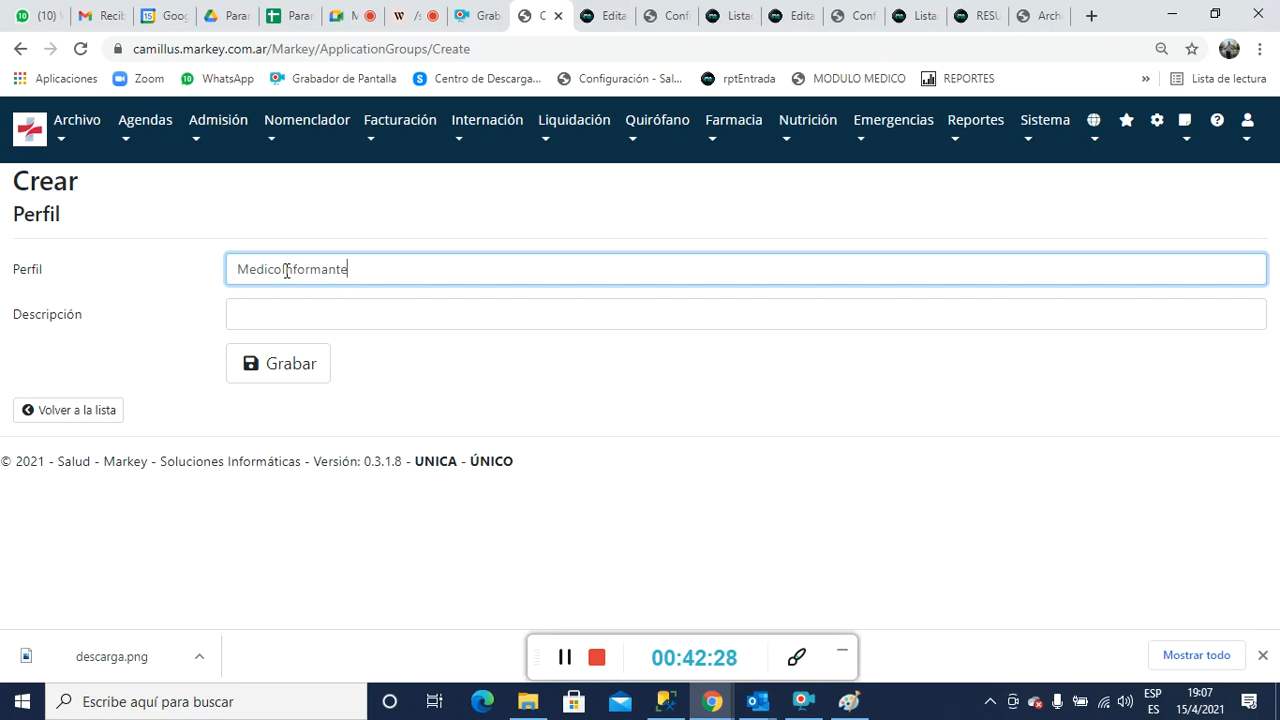 (10) W
Recib
Goo
Parar
Parar
M
/s
Grab
C
Edita
Confi
Lista
Edita
Conf
Lista
RESU
Arch
camillus.markey.com.ar/Markey/ApplicationGroups/Create
Aplicaciones
Zoom
WhatsApp
Grabador de Pantalla
Centro de Descarga...
Configuración - Sal...
rptEntrada
MODULO MEDICO
REPORTES
»
Lista de lectura
Archivo
Agendas
Admisión
Nomenclador
Facturación
Internación
Liquidación
Quirófano
Farmacia
Nutrición
Emergencias
Reportes
Sistema
Crear
Perfil
Perfil
MedicoInformante
Descripción
Grabar
Volver a la lista
© 2021 - Salud - Markey - Soluciones Informáticas - Versión: 0.3.1.8 - UNICA - ÚNICO
descarga.png
00:42:28
Mostrar todo
Escribe aquí para buscar
ESP
ES
19:07
15/4/2021